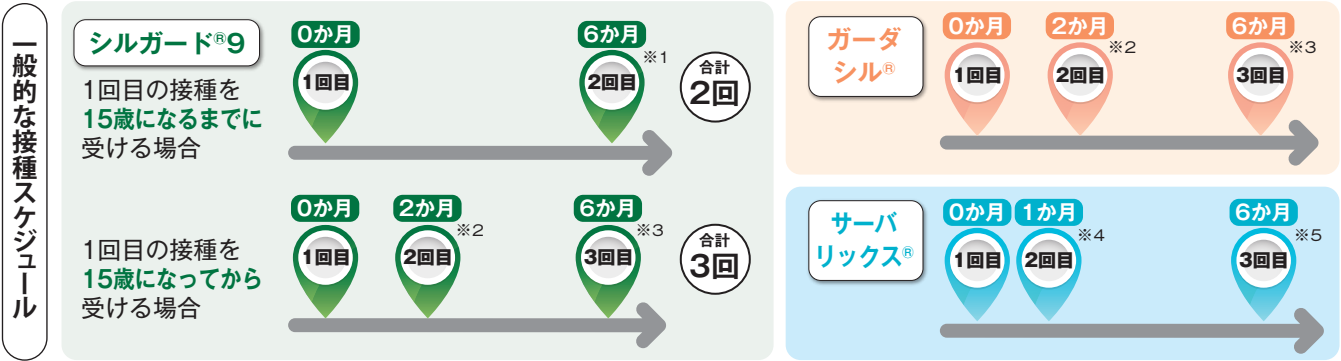 一般的な接種スケジュール
シルガード®9
1回目の接種を
15歳になるまでに
受ける場合
0か月
1回目
6か月
※1
2回目
合計
2回
1回目の接種を
15歳になってから
受ける場合
0か月
1回目
2か月
※2
2回目
6か月
※3
3回目
合計
3回
ガーダ
シル®
0か月
1回目
2か月
※2
2回目
6か月
※3
3回目
サーバ
リックス®
0か月
1回目
1か月
※4
2回目
6か月
※5
3回目